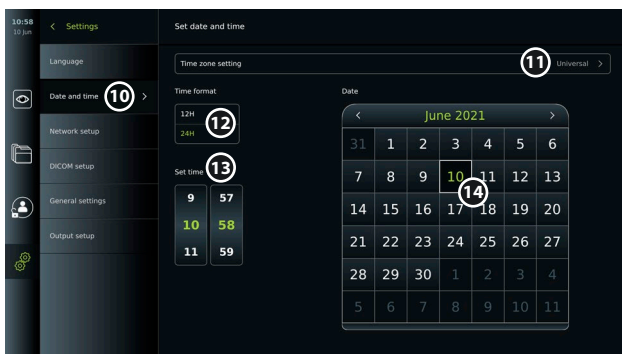 10:58
10 Jun
< Settings
Set date and time
Language
Time zone setting
11
Universal >
Date and time
10
>
Time format
Date
12H
24H
12
Network setup
DICOM setup
General settings
Output setup
Set time
13
9 57
10 58
11 59
< June 2021 >
31 1 2 3 4 5 6
7 8 9 10 11 12 13
14
14 15 16 17 18 19 20
21 22 23 24 25 26 27
28 29 30 1 2 3 4
5 6 7 8 9 10 11